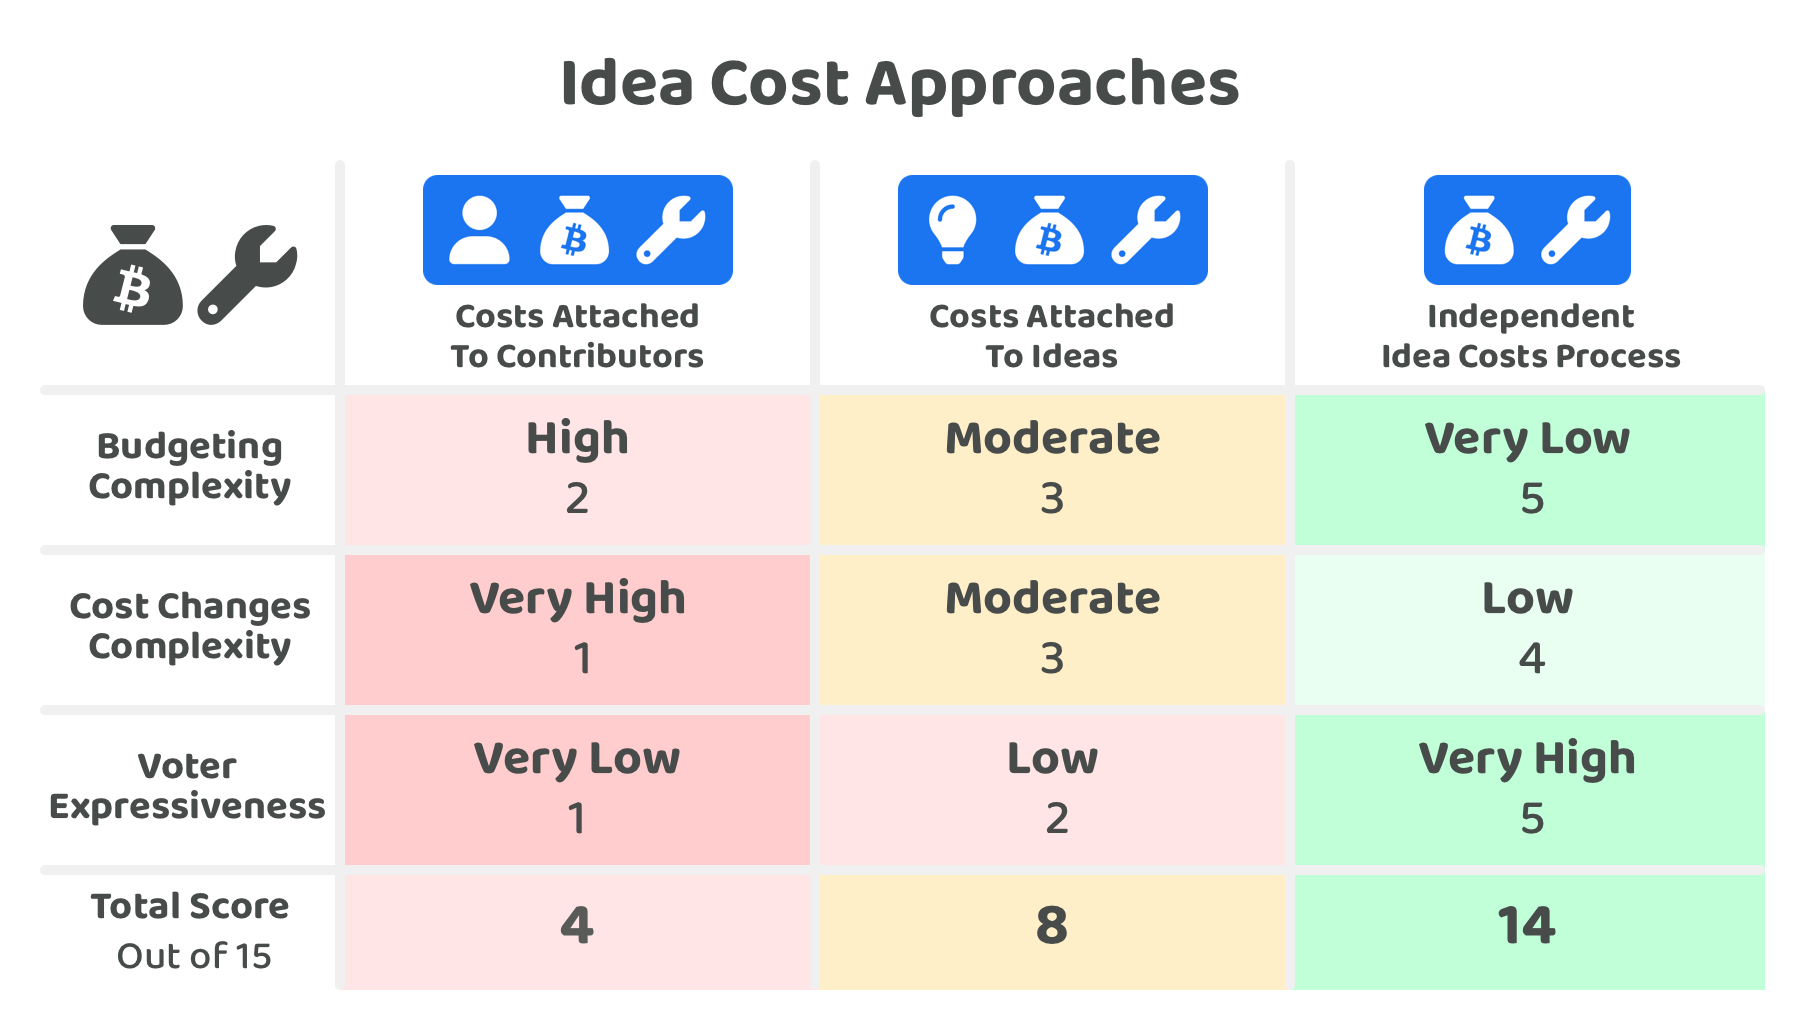 Idea Cost Approaches
Costs Attached
To Contributors
Costs Attached
To Ideas
Independent
Idea Costs Process
Budgeting
Complexity
High
2
Moderate
3
Very Low
5
Cost Changes
Complexity
Very High
1
Moderate
3
Low
4
Voter
Expressiveness
Very Low
1
Low
2
Very High
5
Total Score
Out of 15
4
8
14